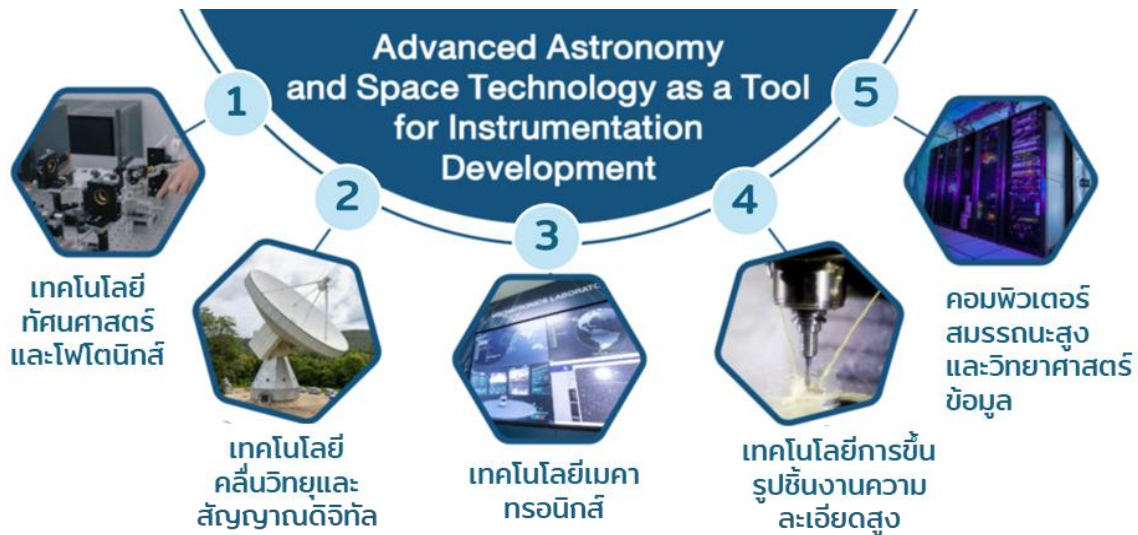 Advanced Astronomy
and Space Technology as a Tool
for Instrumentation
Development
1
เทคโนโลยี
ทัศนศาสตร์
และโฟโตนิกส์
2
เทคโนโลยี
คลื่นวิทยุและ
สัญญาณดิจิทัล
3
เทคโนโลยีเมคา
ทรอนิกส์
4
เทคโนโลยีการขึ้น
รูปชิ้นงานความ
ละเอียดสูง
5
คอมพิวเตอร์
สมรรถนะสูง
และวิทยาศาสตร์
ข้อมูล